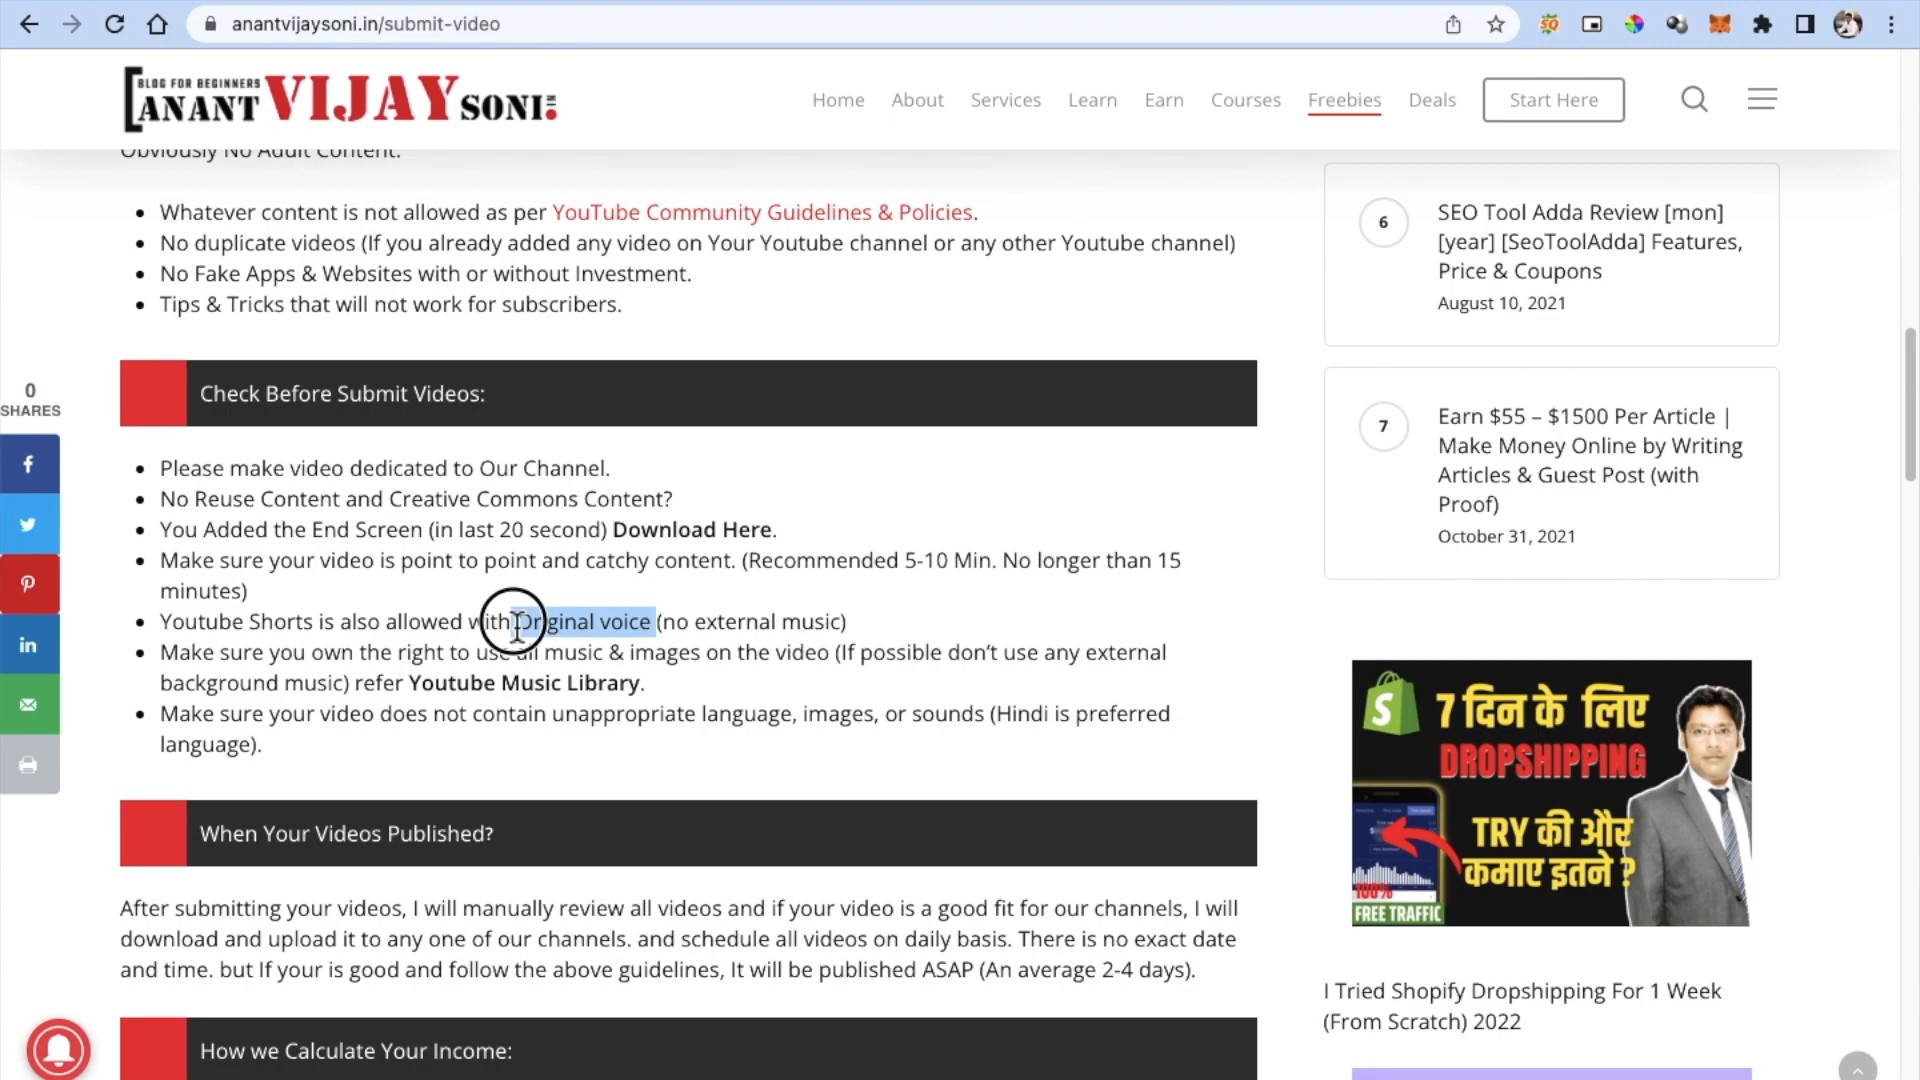 anantvijaysoni.in/submit-video
BLOG FOR BEGINNERS
ANANT VIJAY SONI
Home About Services Learn Earn Courses Freebies Deals Start Here
Obviously No Adult Content.
Whatever content is not allowed as per YouTube Community Guidelines & Policies.
No duplicate videos (If you already added any video on Your Youtube channel or any other Youtube channel)
No Fake Apps & Websites with or without Investment.
Tips & Tricks that will not work for subscribers.
0
SHARES
Check Before Submit Videos:
Please make video dedicated to Our Channel.
No Reuse Content and Creative Commons Content?
You Added the End Screen (in last 20 second) Download Here.
Make sure your video is point to point and catchy content. (Recommended 5-10 Min. No longer than 15
minutes)
Youtube Shorts is also allowed with Original voice (no external music)
Make sure you own the right to use all music & images on the video (If possible don't use any external
background music) refer Youtube Music Library.
Make sure your video does not contain unappropriate language, images, or sounds (Hindi is preferred
language).
When Your Videos Published?
After submitting your videos, I will manually review all videos and if your video is a good fit for our channels, I will
download and upload it to any one of our channels. and schedule all videos on daily basis. There is no exact date
and time. but If your is good and follow the above guidelines, It will be published ASAP (An average 2-4 days).
How we Calculate Your Income:
6
SEO Tool Adda Review [mon]
[year] [SeoToolAdda] Features,
Price & Coupons
August 10, 2021
7
Earn $55 – $1500 Per Article |
Make Money Online by Writing
Articles & Guest Post (with
Proof)
October 31, 2021
7 दिन के लिए
DROPSHIPPING
TRY की और
कमाए इतने ?
100%
FREE TRAFFIC
I Tried Shopify Dropshipping For 1 Week
(From Scratch) 2022